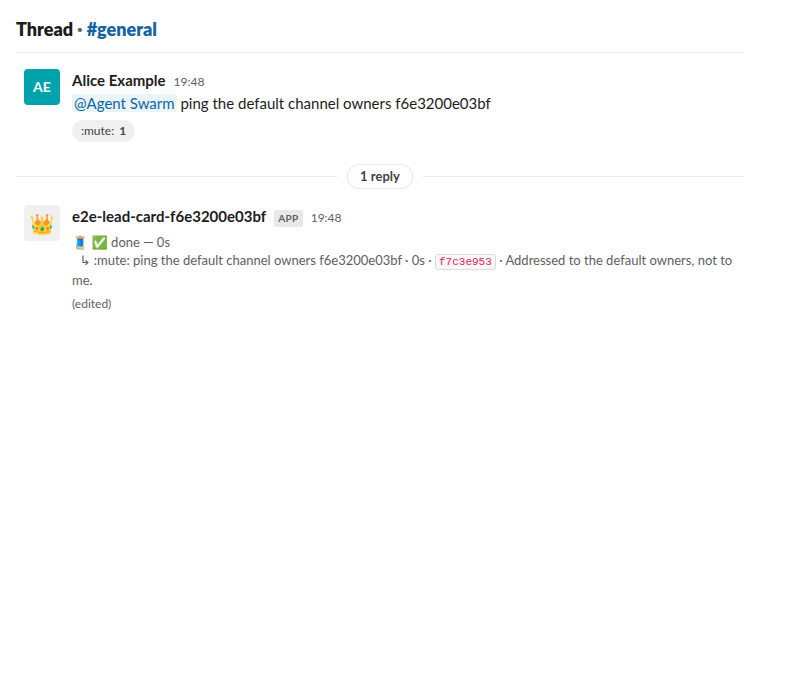 Thread • #general
AE
Alice Example 19:48
@Agent Swarm ping the default channel owners f6e3200e03bf
:mute: 1
1 reply
e2e-lead-card-f6e3200e03bf APP 19:48
🧵 ✅ done — 0s
↳ :mute: ping the default channel owners f6e3200e03bf · 0s · f7c3e953 · Addressed to the default owners, not to
me.
(edited)